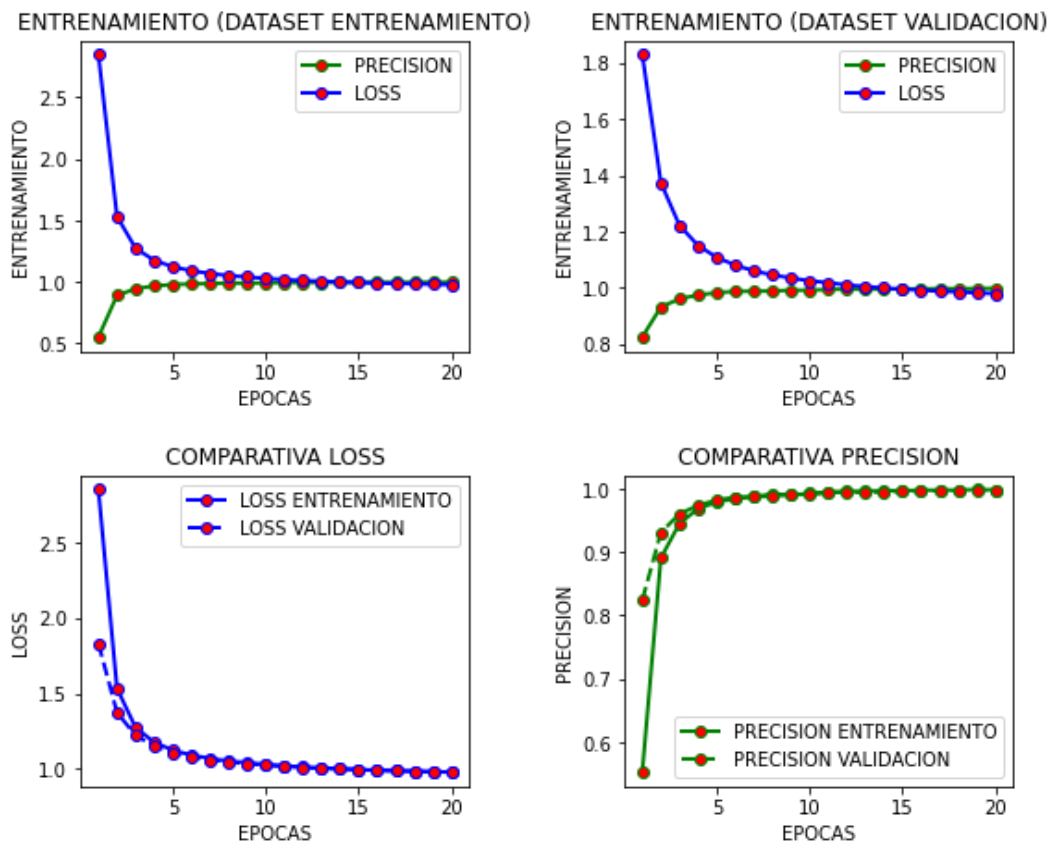 ENTRENAMIENTO (DATASET ENTRENAMIENTO)
PRECISION
LOSS
ENTRENAMIENTO
2.5
2.0
1.5
1.0
0.5
5
10
15
20
EPOCAS
ENTRENAMIENTO (DATASET VALIDACION)
PRECISION
LOSS
ENTRENAMIENTO
1.8
1.6
1.4
1.2
1.0
0.8
5
10
15
20
EPOCAS
COMPARATIVA LOSS
LOSS ENTRENAMIENTO
LOSS VALIDACION
LOSS
2.5
2.0
1.5
1.0
5
10
15
20
EPOCAS
COMPARATIVA PRECISION
PRECISION
1.0
0.9
0.8
0.7
0.6
PRECISION ENTRENAMIENTO
PRECISION VALIDACION
5
10
15
20
EPOCAS